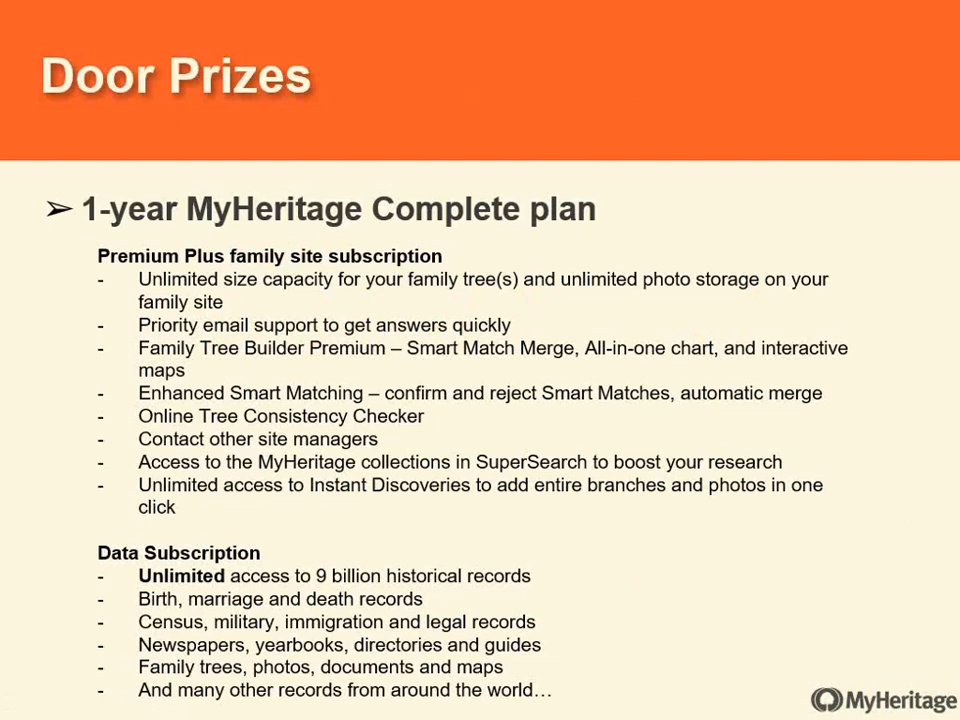 Door Prizes
➢ 1-year MyHeritage Complete plan
Premium Plus family site subscription
- Unlimited size capacity for your family tree(s) and unlimited photo storage on your
family site
- Priority email support to get answers quickly
- Family Tree Builder Premium – Smart Match Merge, All-in-one chart, and interactive
maps
- Enhanced Smart Matching – confirm and reject Smart Matches, automatic merge
- Online Tree Consistency Checker
- Contact other site managers
- Access to the MyHeritage collections in SuperSearch to boost your research
- Unlimited access to Instant Discoveries to add entire branches and photos in one
click
Data Subscription
- Unlimited access to 9 billion historical records
- Birth, marriage and death records
- Census, military, immigration and legal records
- Newspapers, yearbooks, directories and guides
- Family trees, photos, documents and maps
- And many other records from around the world…
MyHeritage